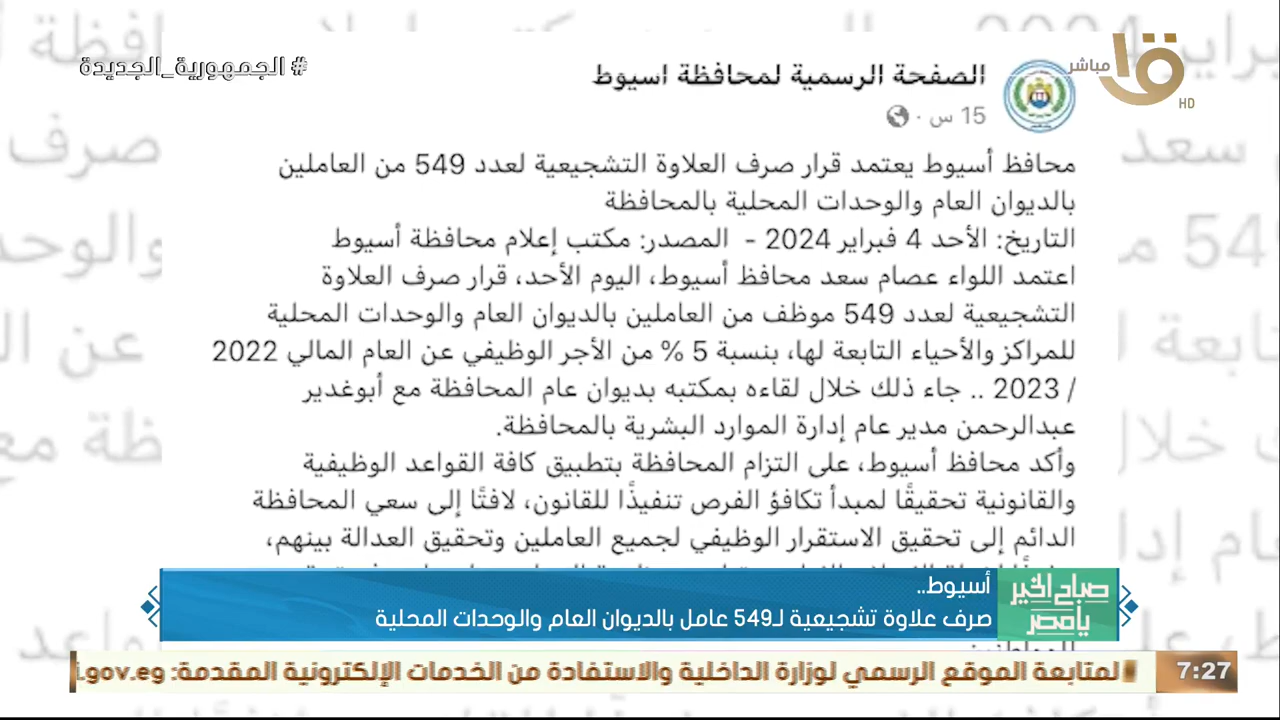 #الجمهورية_الجديدة
مباشر
HD
الصفحة الرسمية لمحافظة اسيوط
15 س ·
محافظ أسيوط يعتمد قرار صرف العلاوة التشجيعية لعدد 549 من العاملين
بالديوان العام والوحدات المحلية بالمحافظة
التاريخ: الأحد 4 فبراير 2024 - المصدر: مكتب إعلام محافظة أسيوط
اعتمد اللواء عصام سعد محافظ أسيوط، اليوم الأحد، قرار صرف العلاوة
التشجيعية لعدد 549 موظف من العاملين بالديوان العام والوحدات المحلية
للمراكز والأحياء التابعة لها، بنسبة 5 % من الأجر الوظيفي عن العام المالي 2022
/ 2023 .. جاء ذلك خلال لقاءه بمكتبه بديوان عام المحافظة مع أبوغدير
عبدالرحمن مدير عام إدارة الموارد البشرية بالمحافظة.
وأكد محافظ أسيوط، على التزام المحافظة بتطبيق كافة القواعد الوظيفية
والقانونية تحقيقًا لمبدأ تكافؤ الفرص تنفيذًا للقانون، لافتًا إلى سعي المحافظة
الدائم إلى تحقيق الاستقرار الوظيفي لجميع العاملين وتحقيق العدالة بينهم،
صباح الخير
يا مصر
أسيوط..
صرف علاوة تشجيعية لـ549 عامل بالديوان العام والوحدات المحلية
لمتابعة الموقع الرسمي لوزارة الداخلية والاستفادة من الخدمات الإلكترونية المقدمة: i.gov.eg
7:27